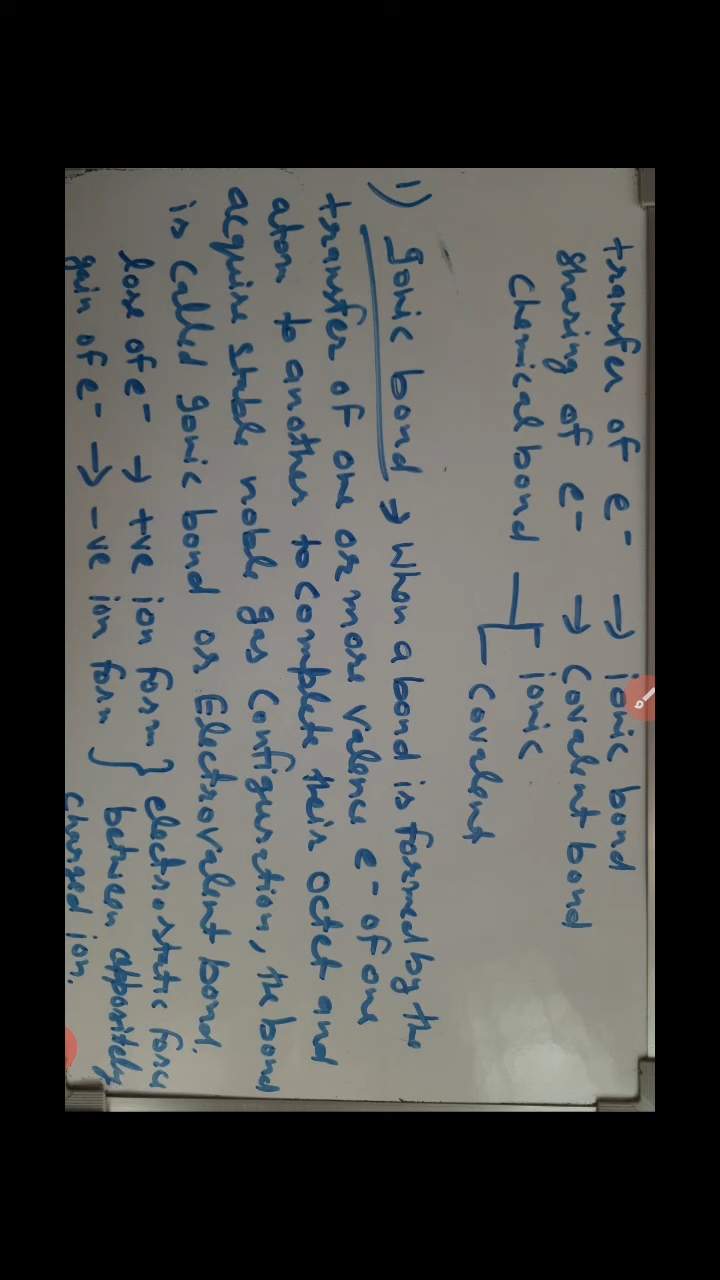 transfer of e⁻ → ionic bond
sharing of e⁻ → covalent bond
chemical bond ionic
covalent
1) Ionic bond → When a bond is formed by the
transfer of one or more valence e⁻ of one
atom to another to complete their octet and
acquire stable noble gas configuration, the bond
is called Ionic bond or Electrovalent bond.
lose of e⁻ → +ve ion form } electrostatic force
gain of e⁻ → -ve ion form between oppositely
charged ion.